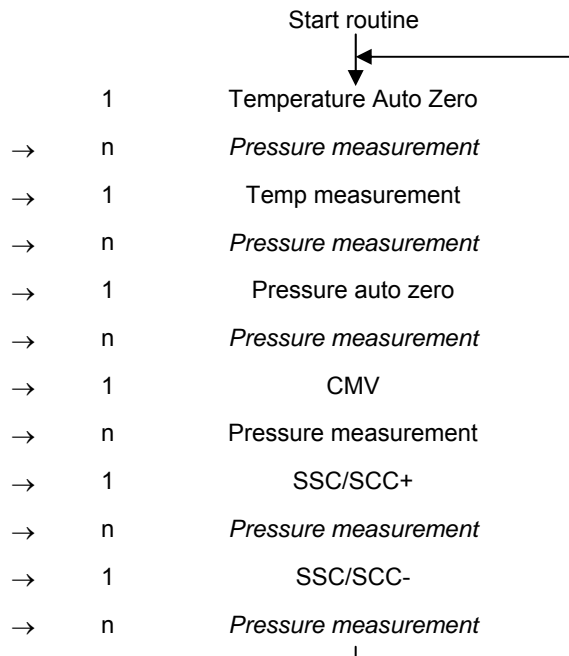 Start routine
1 Temperature Auto Zero
→ n Pressure measurement
→ 1 Temp measurement
→ n Pressure measurement
→ 1 Pressure auto zero
→ n Pressure measurement
→ 1 CMV
→ n Pressure measurement
→ 1 SSC/SCC+
→ n Pressure measurement
→ 1 SSC/SCC-
→ n Pressure measurement